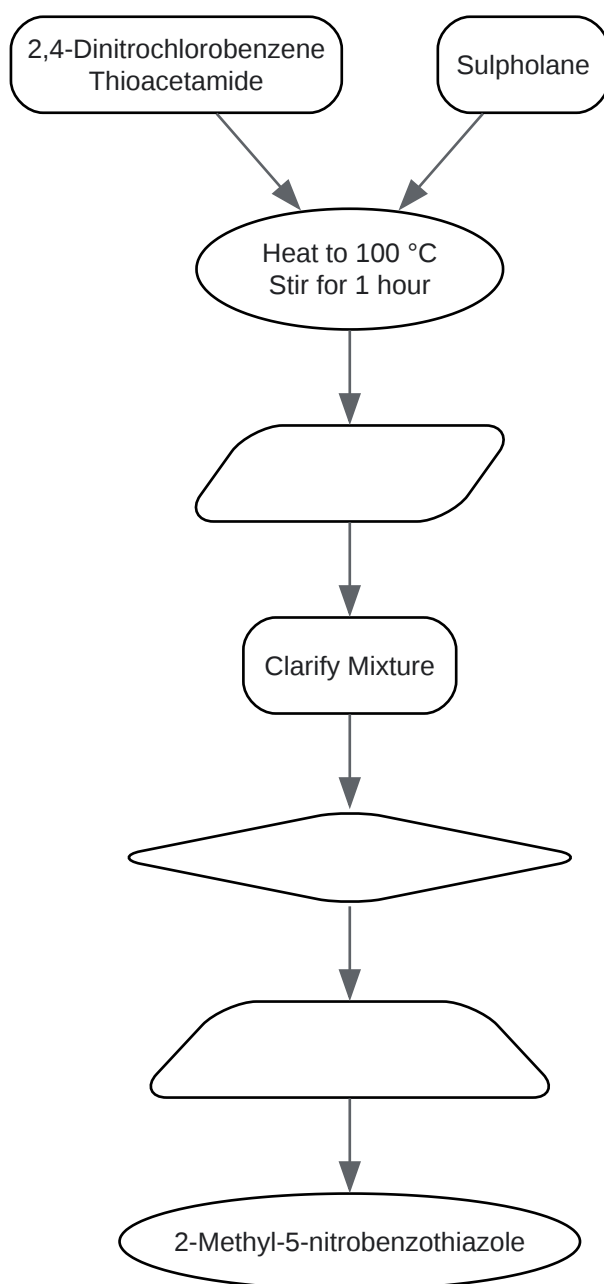 2,4-Dinitrochlorobenzene
Thioacetamide
Sulpholane
Heat to 100 °C
Stir for 1 hour
Clarify Mixture
2-Methyl-5-nitrobenzothiazole